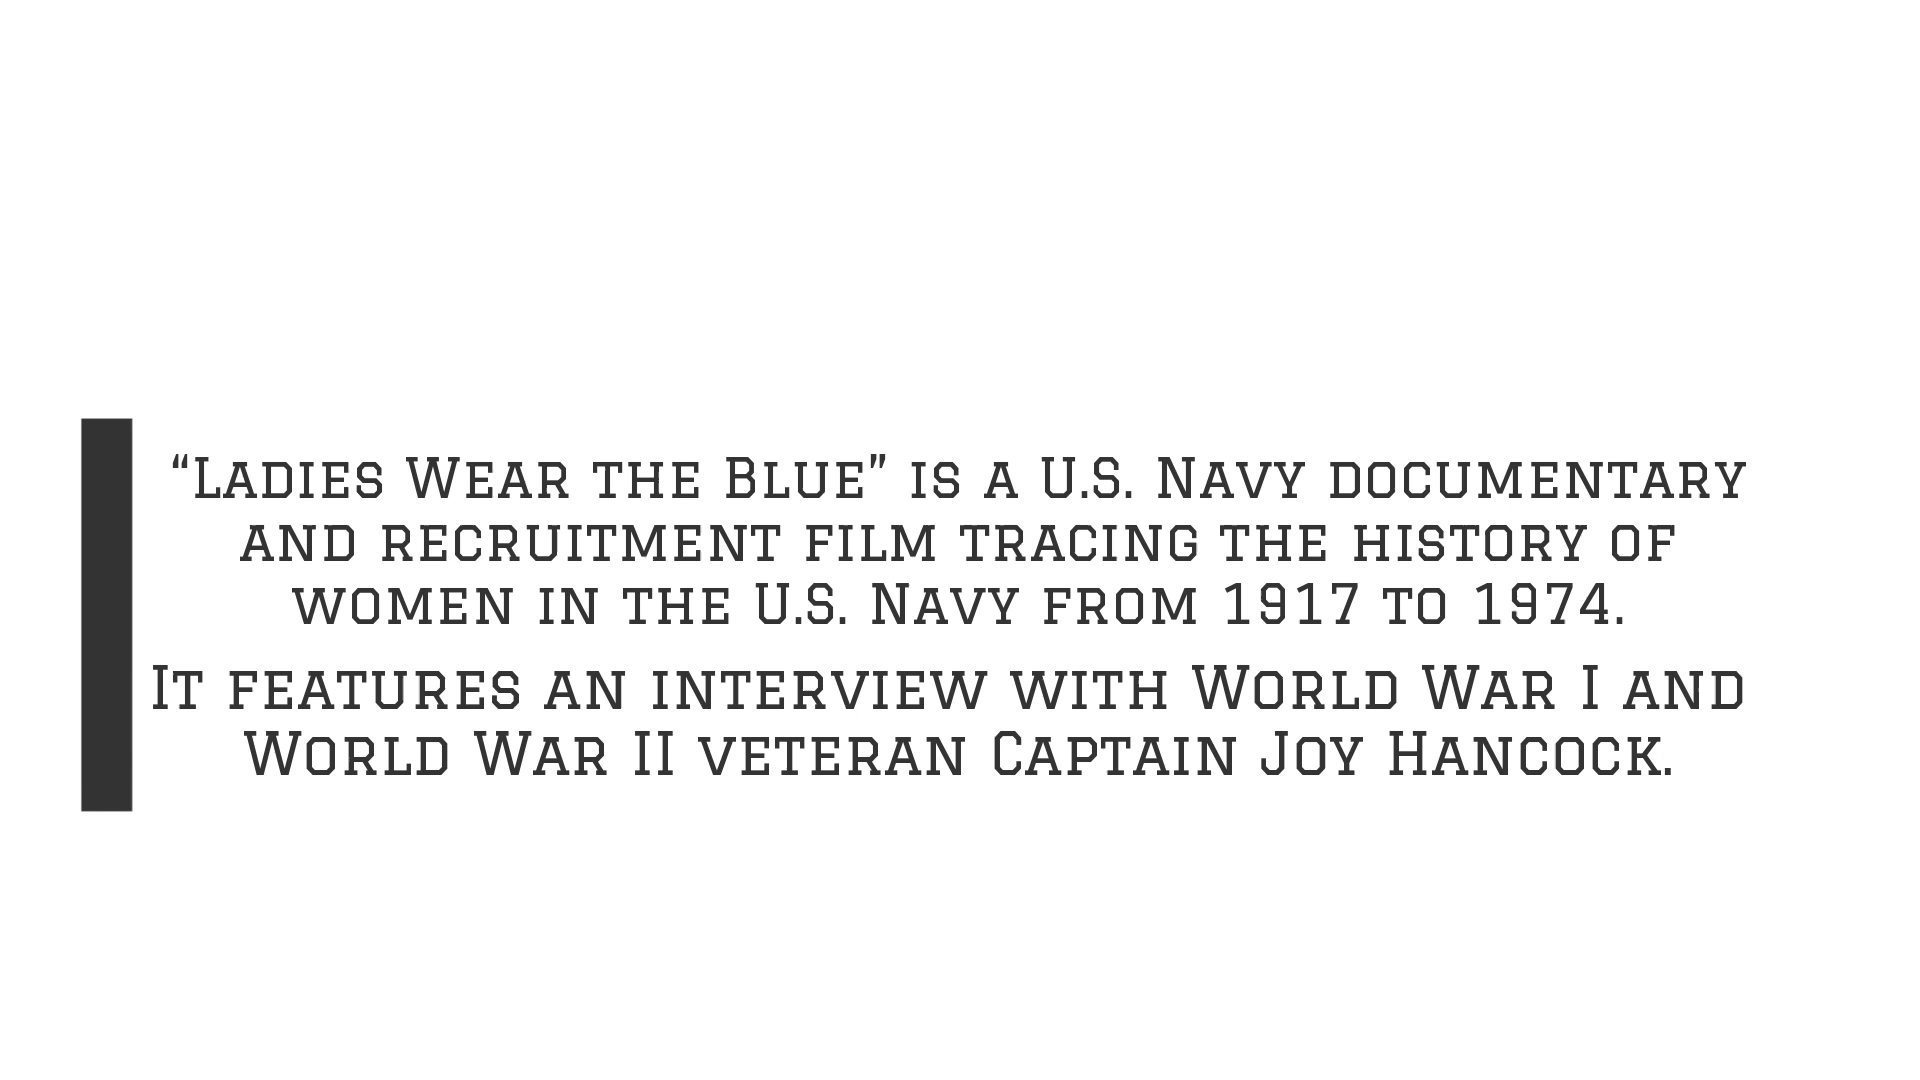 “Ladies Wear the Blue” is a U.S. Navy documentary
and recruitment film tracing the history of
women in the U.S. Navy from 1917 to 1974.
It features an interview with World War I and
World War II veteran Captain Joy Hancock.